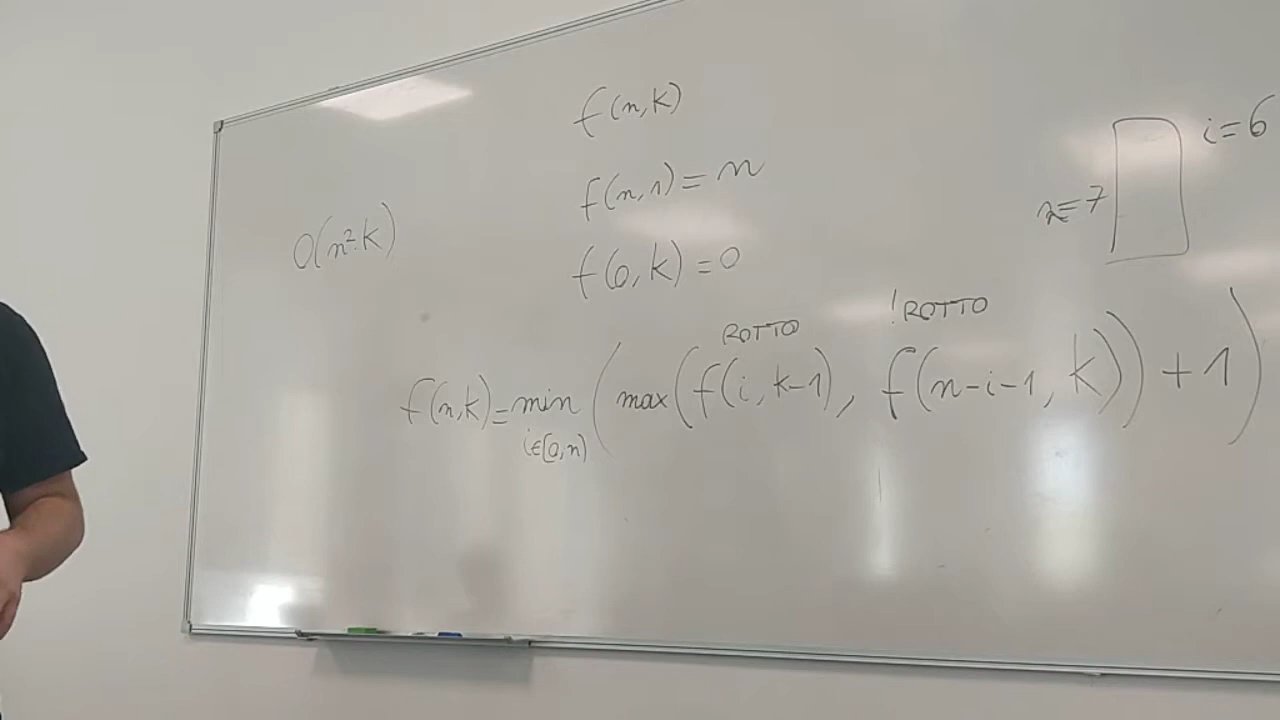 f(n,k)
f(n,1)=n
f(0,k)=0
O(n²·k)
i=6
n=7
ROTTO !ROTTO
f(n,k)=min(max(f(i,k-1), f(n-i-1,k))+1)
i∈[0,n)